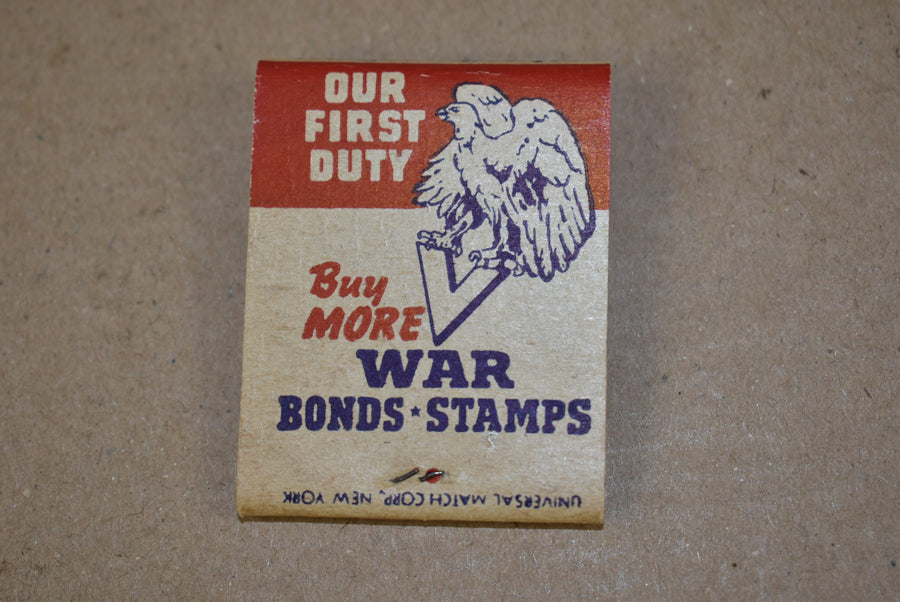 OUR
FIRST
DUTY
Buy
MORE
WAR
BONDS ★ STAMPS
UNIVERSAL MATCH CORP., NEW YORK